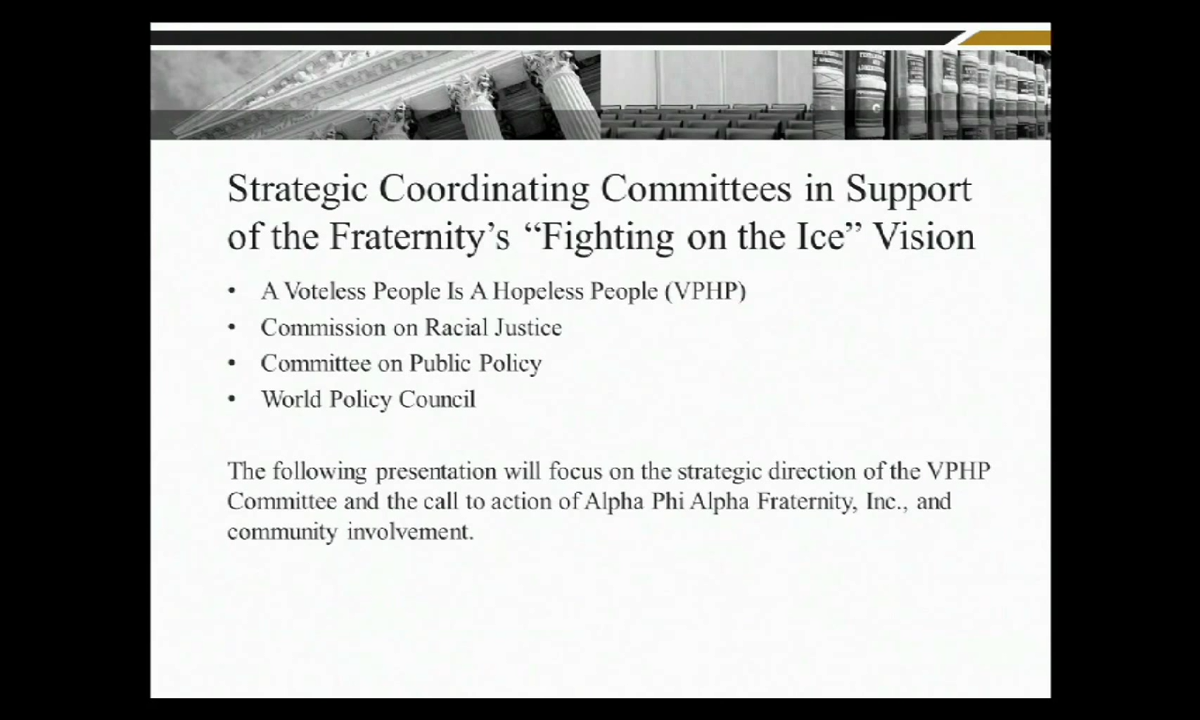 Strategic Coordinating Committees in Support
of the Fraternity’s “Fighting on the Ice” Vision
• A Voteless People Is A Hopeless People (VPHP)
• Commission on Racial Justice
• Committee on Public Policy
• World Policy Council
The following presentation will focus on the strategic direction of the VPHP
Committee and the call to action of Alpha Phi Alpha Fraternity, Inc., and
community involvement.